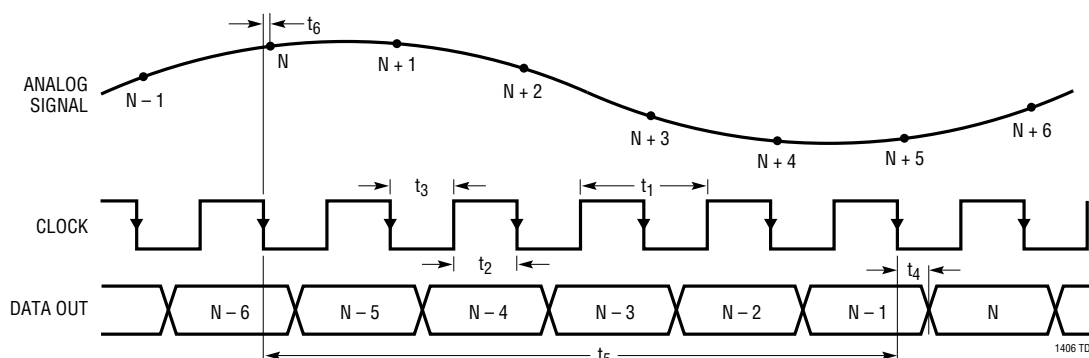 t6
N
N + 1
N + 2
N – 1
ANALOG
SIGNAL
N + 3
N + 4
N + 5
N + 6
t3
t1
CLOCK
t2
t4
DATA OUT
N – 6
N – 5
N – 4
N – 3
N – 2
N – 1
N
t5
1406 TD